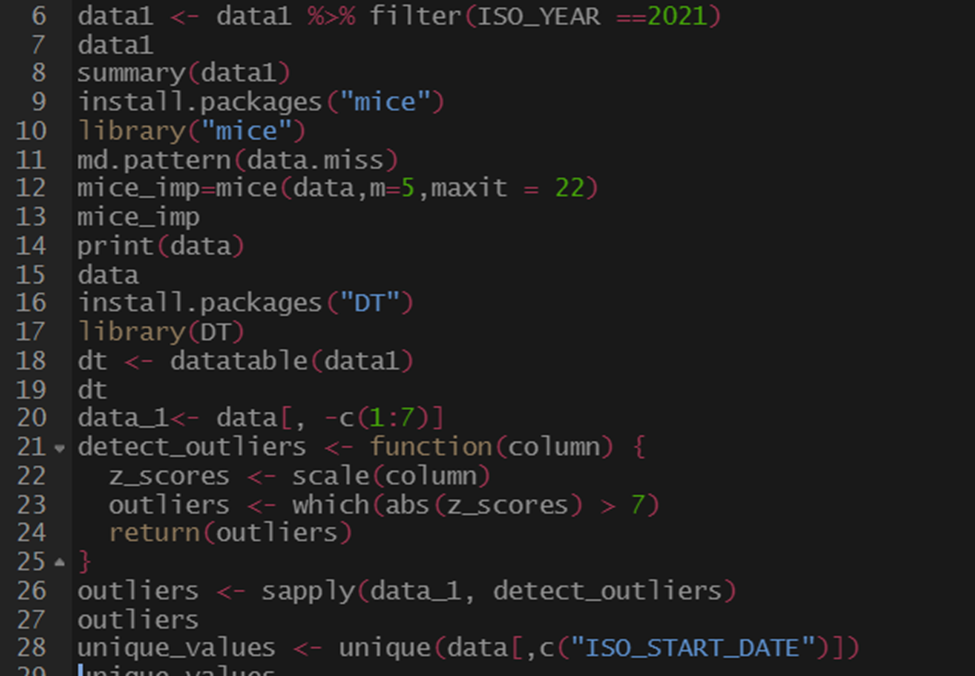 6 data1 <- data1 %>% filter(ISO_YEAR ==2021)
7 data1
8 summary(data1)
9 install.packages("mice")
10 library("mice")
11 md.pattern(data.miss)
12 mice_imp=mice(data,m=5,maxit = 22)
13 mice_imp
14 print(data)
15 data
16 install.packages("DT")
17 library(DT)
18 dt <- datatable(data1)
19 dt
20 data_1<- data[, -c(1:7)]
21 detect_outliers <- function(column) {
22   z_scores <- scale(column)
23   outliers <- which(abs(z_scores) > 7)
24   return(outliers)
25 }
26 outliers <- sapply(data_1, detect_outliers)
27 outliers
28 unique_values <- unique(data[,c("ISO_START_DATE")])
29 unique_values